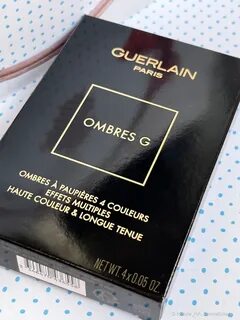 GUERLAIN
PARIS
OMBRES G
OMBRES À PAUPIÈRES 4 COULEURS
EFFETS MULTIPLES
HAUTE COULEUR & LONGUE TENUE
NET WT. 4 x 0.05 OZ.